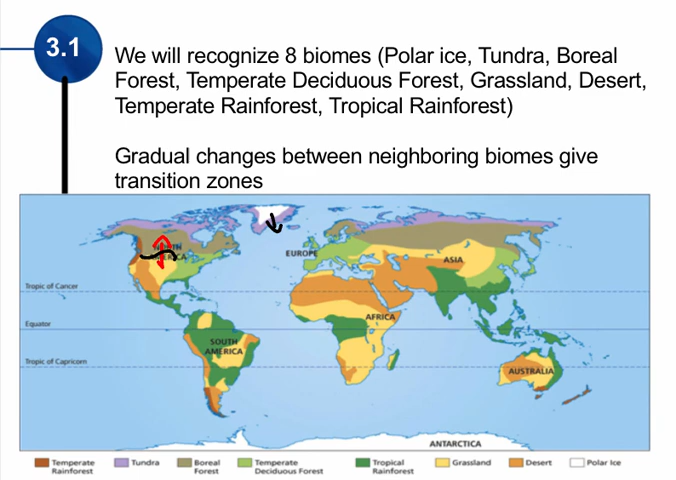 3.1
We will recognize 8 biomes (Polar ice, Tundra, Boreal
Forest, Temperate Deciduous Forest, Grassland, Desert,
Temperate Rainforest, Tropical Rainforest)
Gradual changes between neighboring biomes give
transition zones
NORTH
AMERICA
EUROPE
ASIA
Tropic of Cancer
AFRICA
Equator
SOUTH
AMERICA
Tropic of Capricorn
AUSTRALIA
ANTARCTICA
Temperate
Rainforest
Tundra
Boreal
Forest
Temperate
Deciduous Forest
Tropical
Rainforest
Grassland
Desert
Polar Ice